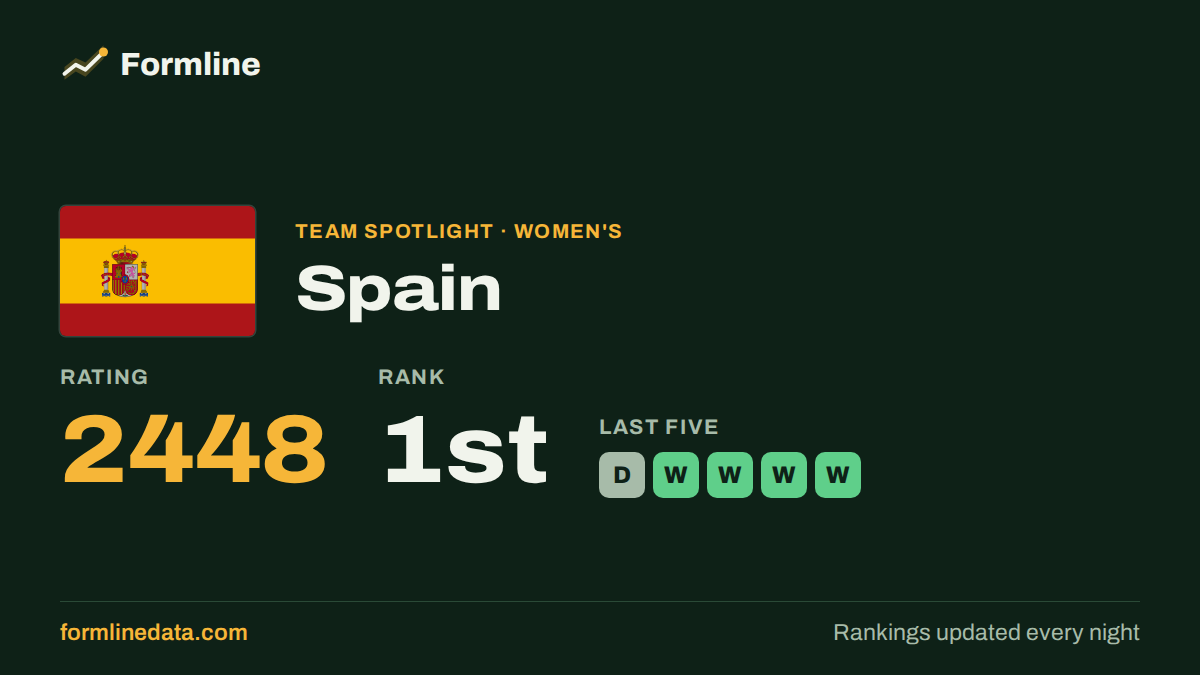 Formline
TEAM SPOTLIGHT · WOMEN'S
Spain
RATING
2448
RANK
1st
LAST FIVE
D W W W W
formlinedata.com
Rankings updated every night